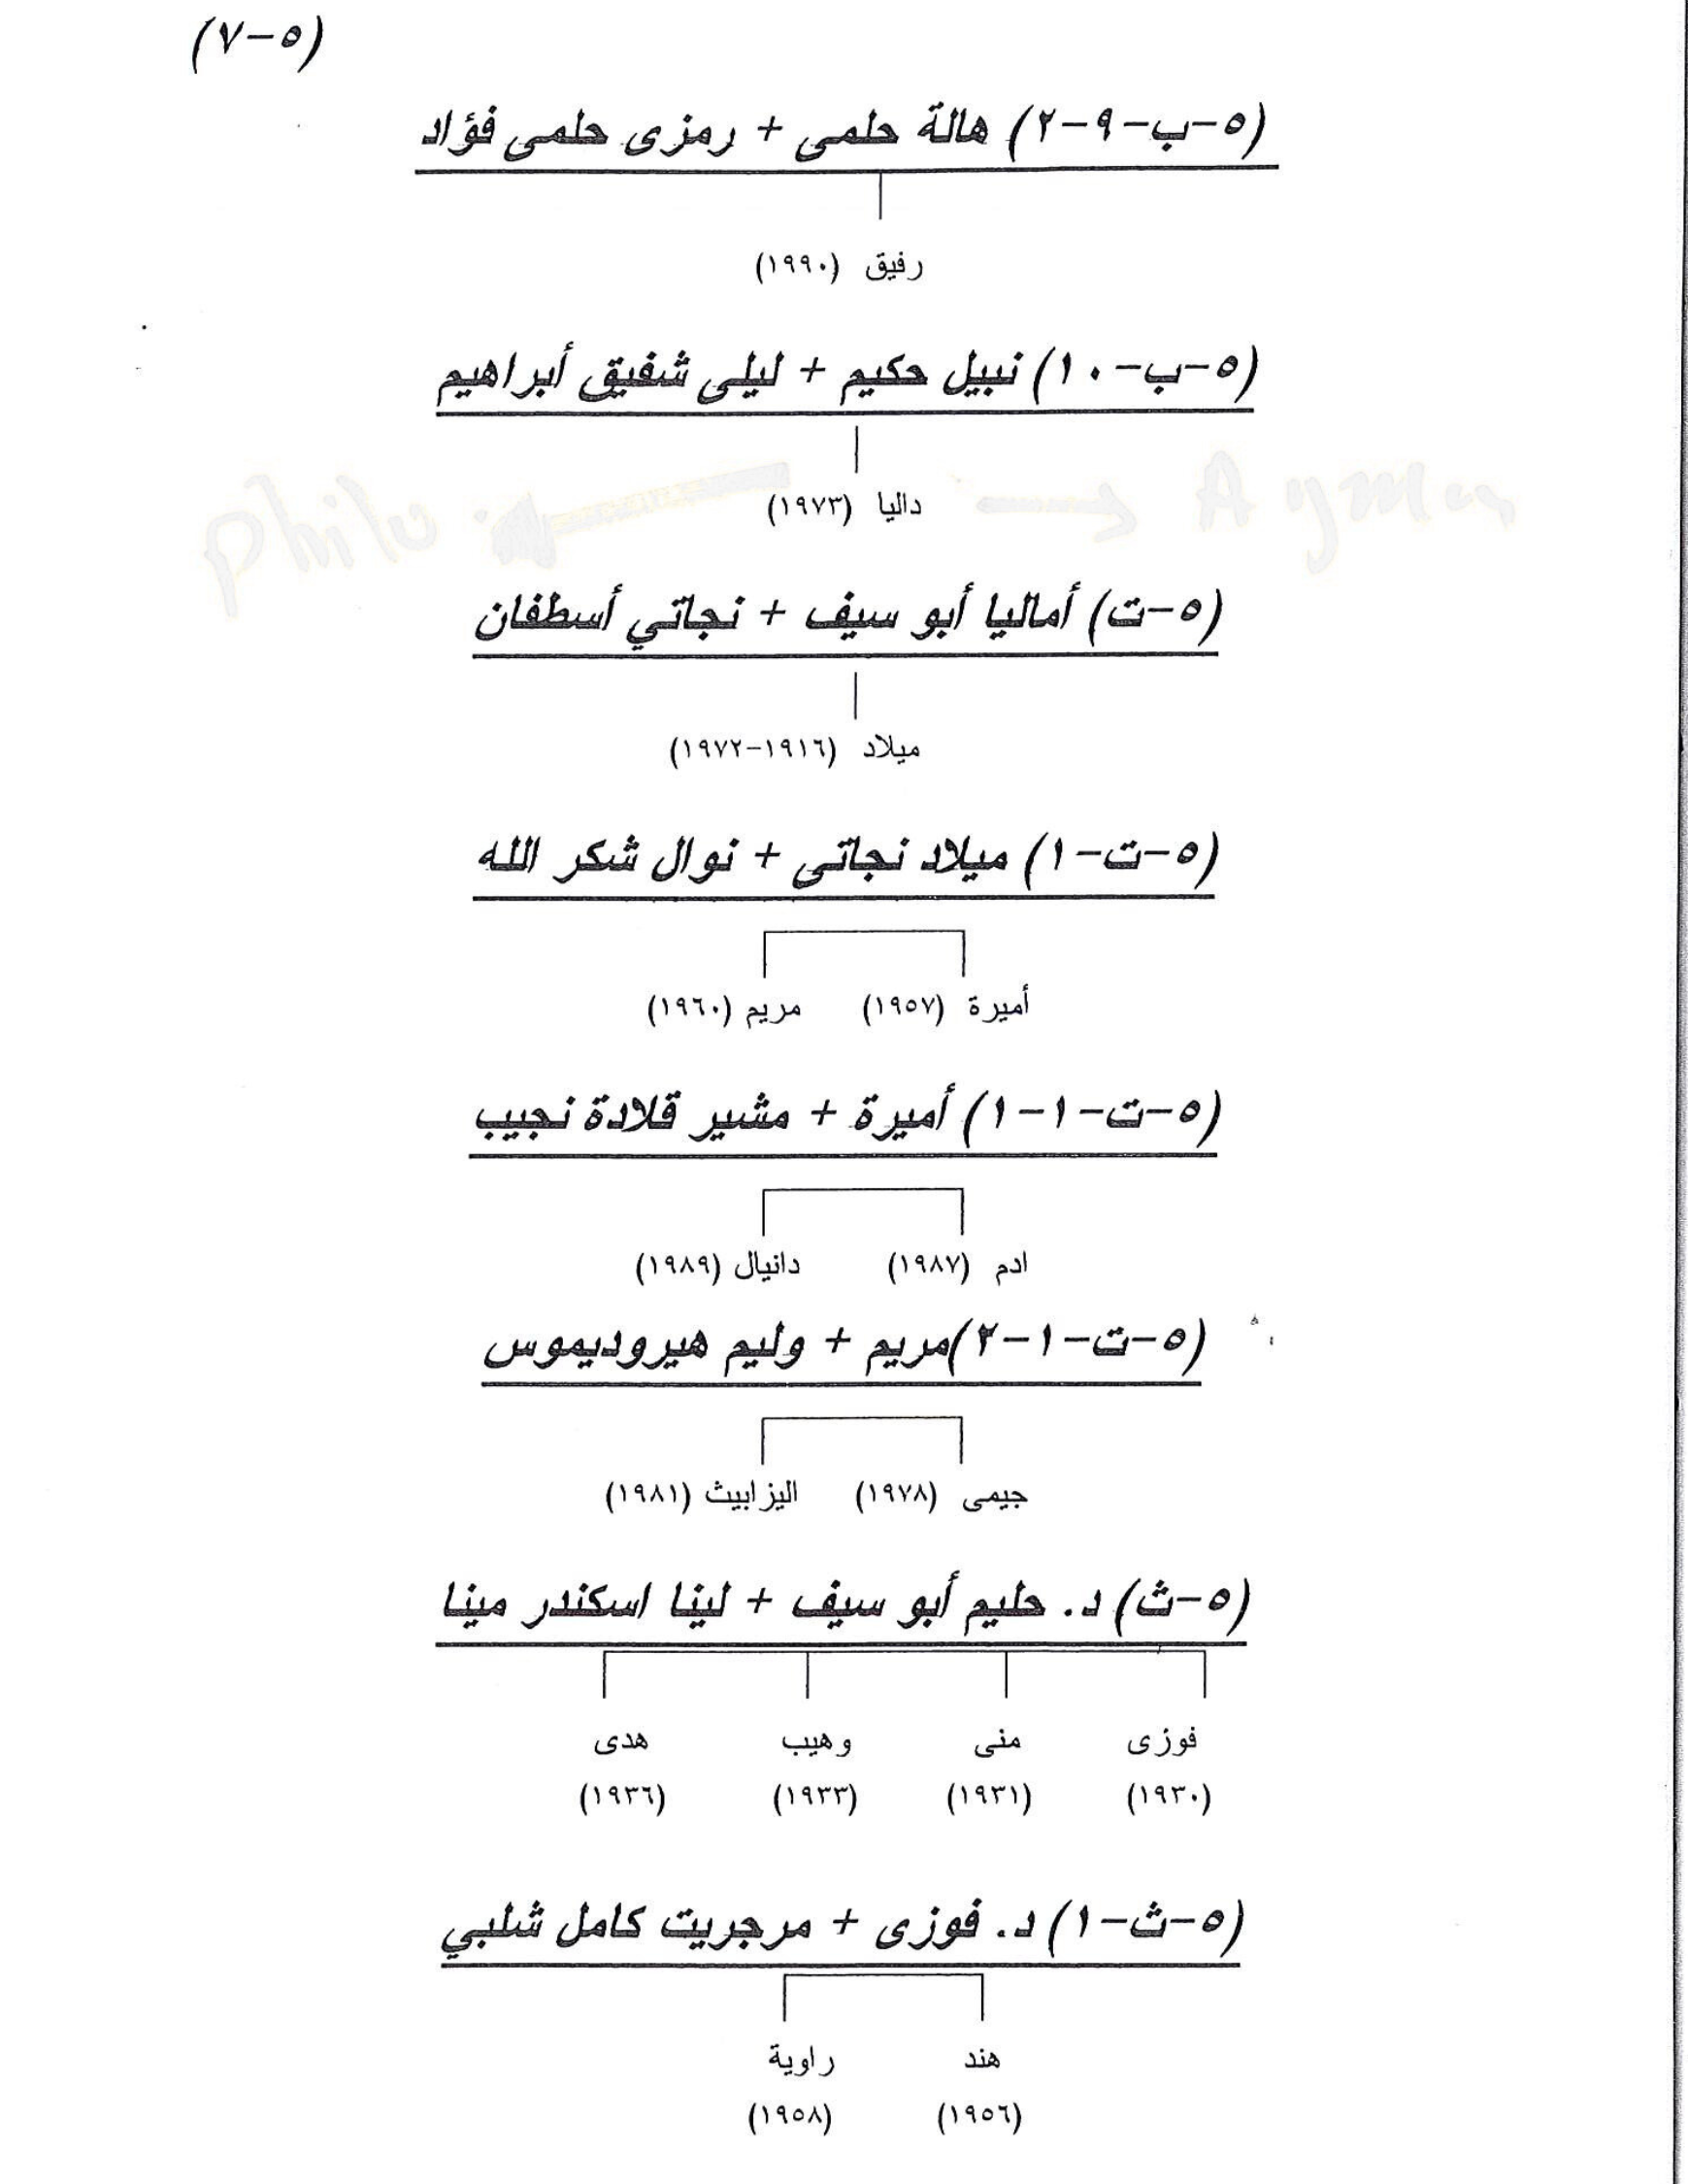 (٥-٧)
(٥-ب-٩-٢) هالة حلمى + رمزى حلمى فؤاد
رفيق (١٩٩٠)
(٥-ب-١٠) نبيل حكيم + ليلى شفيق أبراهيم
داليا (١٩٧٣)
philo → Ayman
(٥-ت) أماليا أبو سيف + نجاتي أسطفان
ميلاد (١٩١٦-١٩٧٢)
(٥-ت-١) ميلاد نجاتى + نوال شكر الله
أميرة (١٩٥٧) مريم (١٩٦٠)
(٥-ت-١-١) أميرة + مشير قلادة نجيب
ادم (١٩٨٧) دانيال (١٩٨٩)
(٥-ت-١-٢)مريم + وليم هيروديموس
جيمى (١٩٧٨) اليزابيث (١٩٨١)
(٥-ث) د. حليم أبو سيف + لينا اسكندر مينا
فوزى منى وهيب هدى
(١٩٣٠) (١٩٣١) (١٩٣٣) (١٩٣٦)
(٥-ث-١) د. فوزى + مرجريت كامل شلبي
هند راوية
(١٩٥٦) (١٩٥٨)